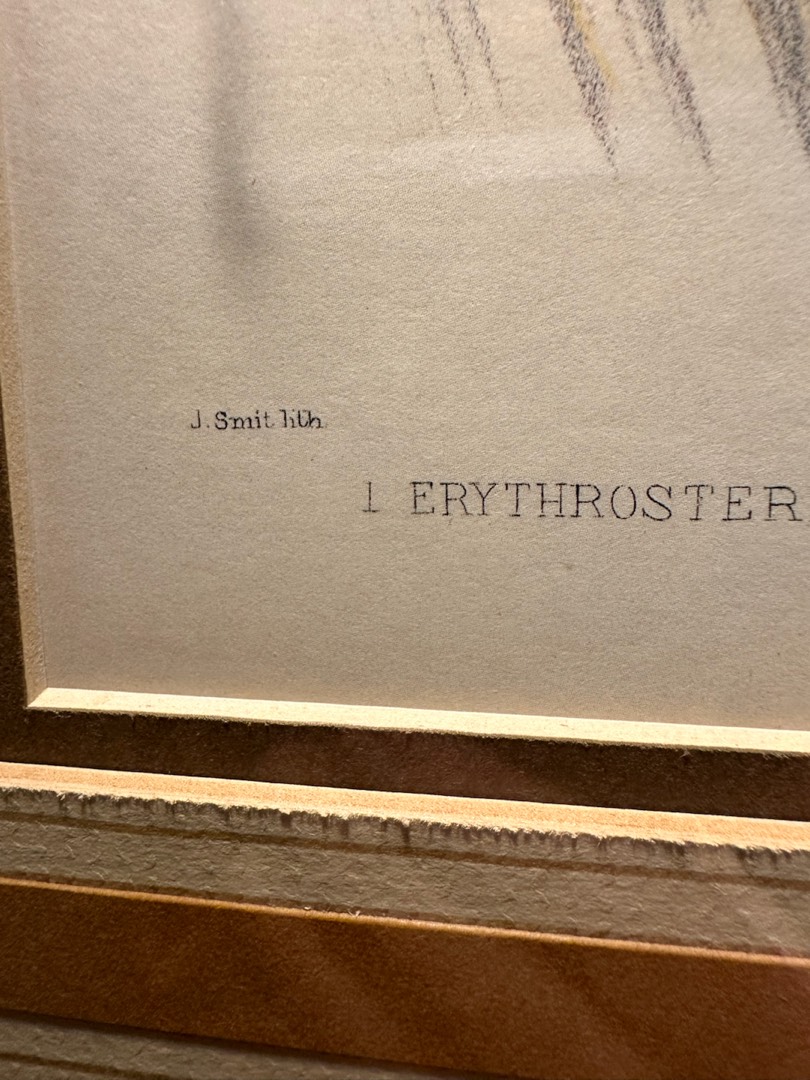 J. Smit lith.
1 ERYTHROSTER